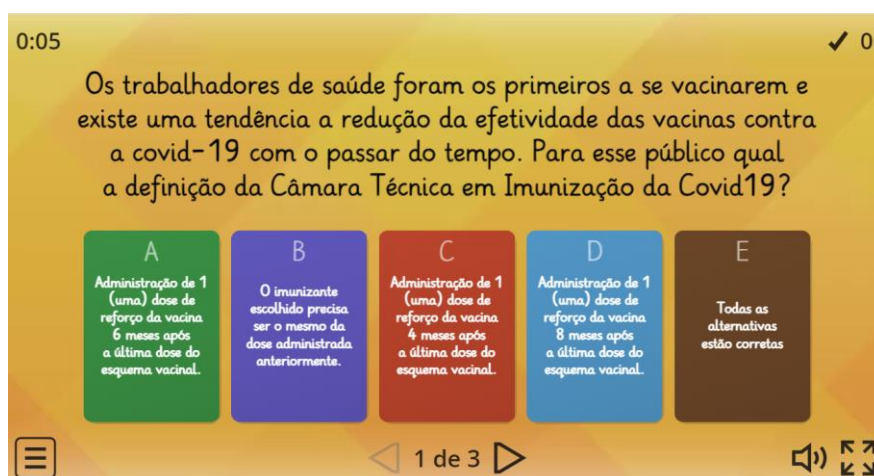 0:05
✓ 0
Os trabalhadores de saúde foram os primeiros a se vacinarem e
existe uma tendência a redução da efetividade das vacinas contra
a covid-19 com o passar do tempo. Para esse público qual
a definição da Câmara Técnica em Imunização da Covid19?
A
Administração de 1
(uma) dose de
reforço da vacina
6 meses após
a última dose do
esquema vacinal.
B
O imunizante
escolhido precisa
ser o mesmo da
dose administrada
anteriormente.
C
Administração de 1
(uma) dose de
reforço da vacina
4 meses após
a última dose do
esquema vacinal.
D
Administração de 1
(uma) dose de
reforço da vacina
8 meses após
a última dose do
esquema vacinal.
E
Todas as
alternativas
estão corretas
1 de 3